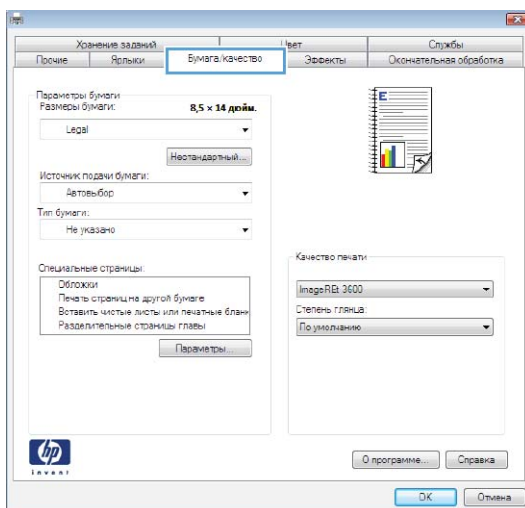 Хранение заданий
Цвет
Службы
Прочие
Ярлыки
Бумага/качество
Эффекты
Окончательная обработка
Параметры бумаги
Размеры бумаги:
8,5 × 14 дюйм.
Legal
Нестандартный...
Источник подачи бумаги:
Автовыбор
Тип бумаги:
Не указано
Специальные страницы:
Обложки
Печать страниц на другой бумаге
Вставить чистые листы или печатные бланк
Разделительные страницы главы
Параметры...
E
Качество печати
ImageREt 3600
Степень глянца:
По умолчанию
hp
invent
О программе...
Справка
OK
Отмена